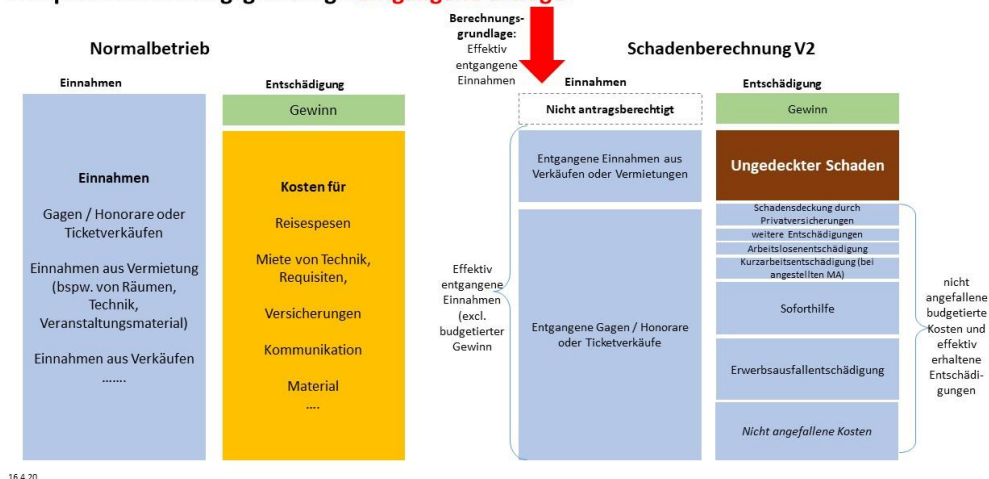 Normalbetrieb
Einnahmen
Einnahmen
Gagen / Honorare oder
Ticketverkäufen
Einnahmen aus Vermietung
(bspw. von Räumen,
Technik,
Veranstaltungsmaterial)
Einnahmen aus Verkäufen
.......
Entschädigung
Gewinn
Kosten für
Reisespesen
Miete von Technik,
Requisiten,
Versicherungen
Kommunikation
Material
....
Berechnungs-
grundlage:
Effektiv
entgangene
Einnahmen
Schadenberechnung V2
Einnahmen
Nicht antragsberechtigt
Entgangene Einnahmen aus
Verkäufen oder Vermietungen
Entgangene Gagen / Honorare
oder Ticketverkäufe
Effektiv
entgangene
Einnahmen
(excl.
budgetierter
Gewinn
Entschädigung
Gewinn
Ungedeckter Schaden
Schadensdeckung durch
Privatversicherungen
weitere Entschädigungen
Arbeitslosenentschädigung
Kurzarbeitsentschädigung (bei
angestellten MA)
Soforthilfe
Erwerbsausfallentschädigung
Nicht angefallene Kosten
nicht
angefallene
budgetierte
Kosten und
effektiv
erhaltene
Entschädi-
gungen
16.4.20